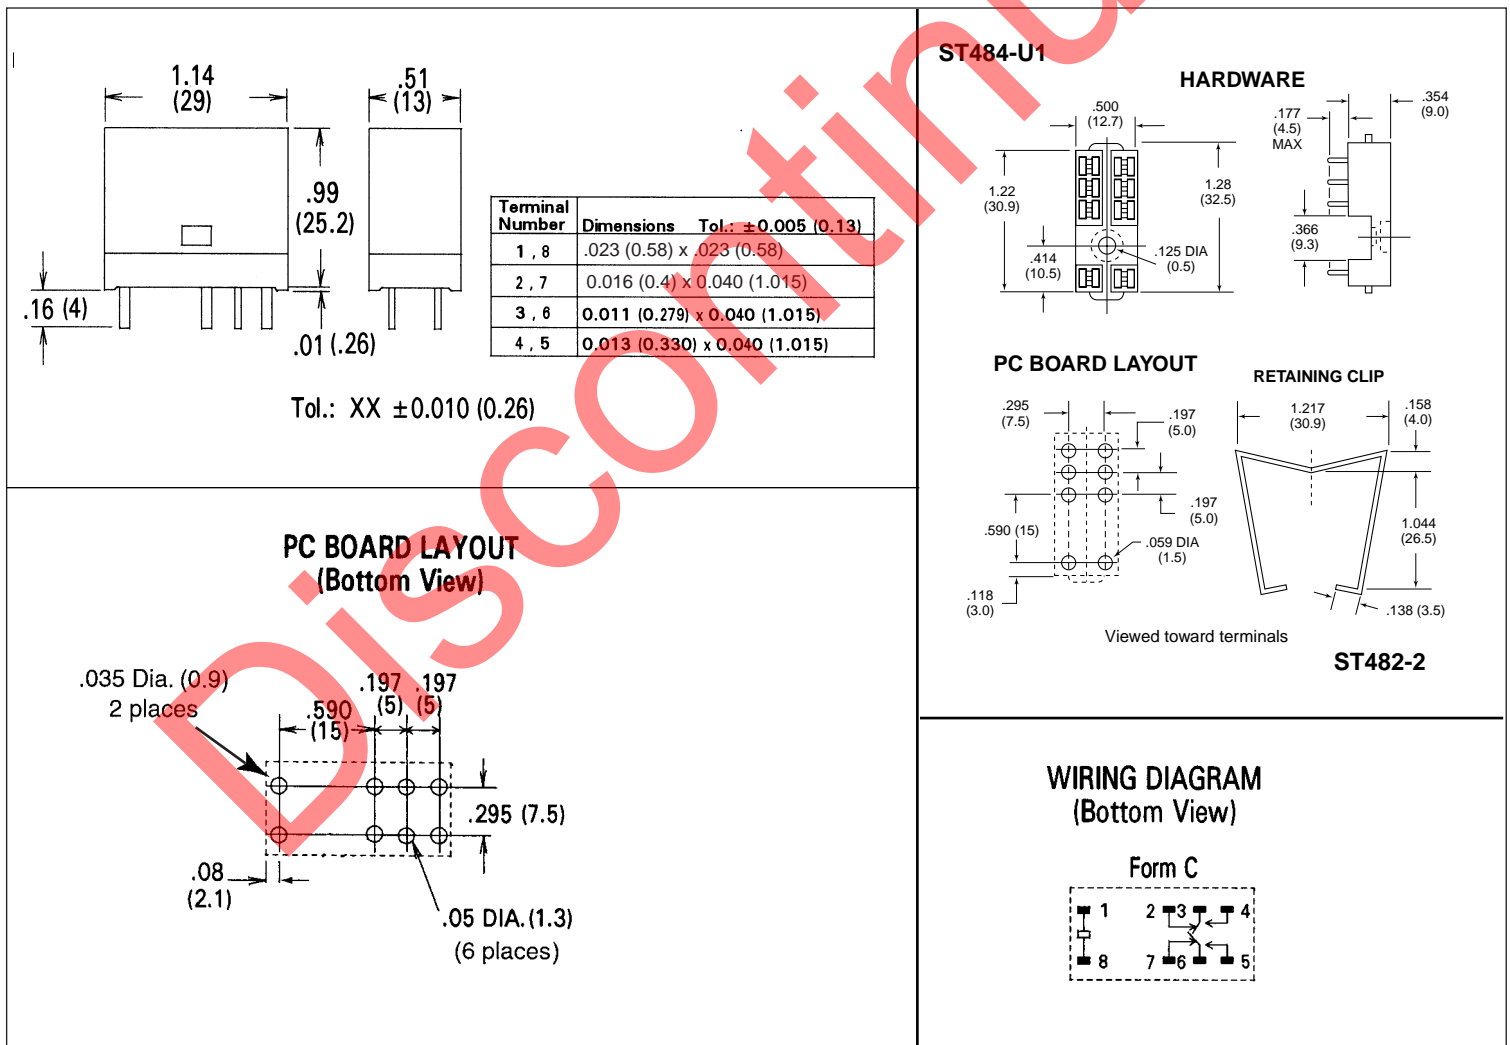 1.14
(29)
.51
(13)
.99
(25.2)
.16 (4)
.01 (.26)
Tol.: XX ±0.010 (0.26)
Terminal Number Dimensions Tol.: ±0.005 (0.13)
1 , 8 .023 (0.58) x .023 (0.58)
2 , 7 0.016 (0.4) x 0.040 (1.015)
3 , 6 0.011 (0.279) x 0.040 (1.015)
4 , 5 0.013 (0.330) x 0.040 (1.015)
PC BOARD LAYOUT
(Bottom View)
.035 Dia. (0.9)
2 places
.590
(15)
.197 .197
(5) (5)
.295 (7.5)
.08
(2.1)
.05 DIA.(1.3)
(6 places)
ST484-U1
HARDWARE
.500
(12.7)
1.22
(30.9)
1.28
(32.5)
.414
(10.5)
.125 DIA
(0.5)
.177
(4.5)
MAX
.354
(9.0)
.366
(9.3)
PC BOARD LAYOUT
.295
(7.5)
.197
(5.0)
.197
(5.0)
.590 (15)
.059 DIA
(1.5)
.118
(3.0)
Viewed toward terminals
RETAINING CLIP
1.217
(30.9)
.158
(4.0)
1.044
(26.5)
.138 (3.5)
ST482-2
WIRING DIAGRAM
(Bottom View)
Form C
1 2 3 4
8 7 6 5
Discontinu